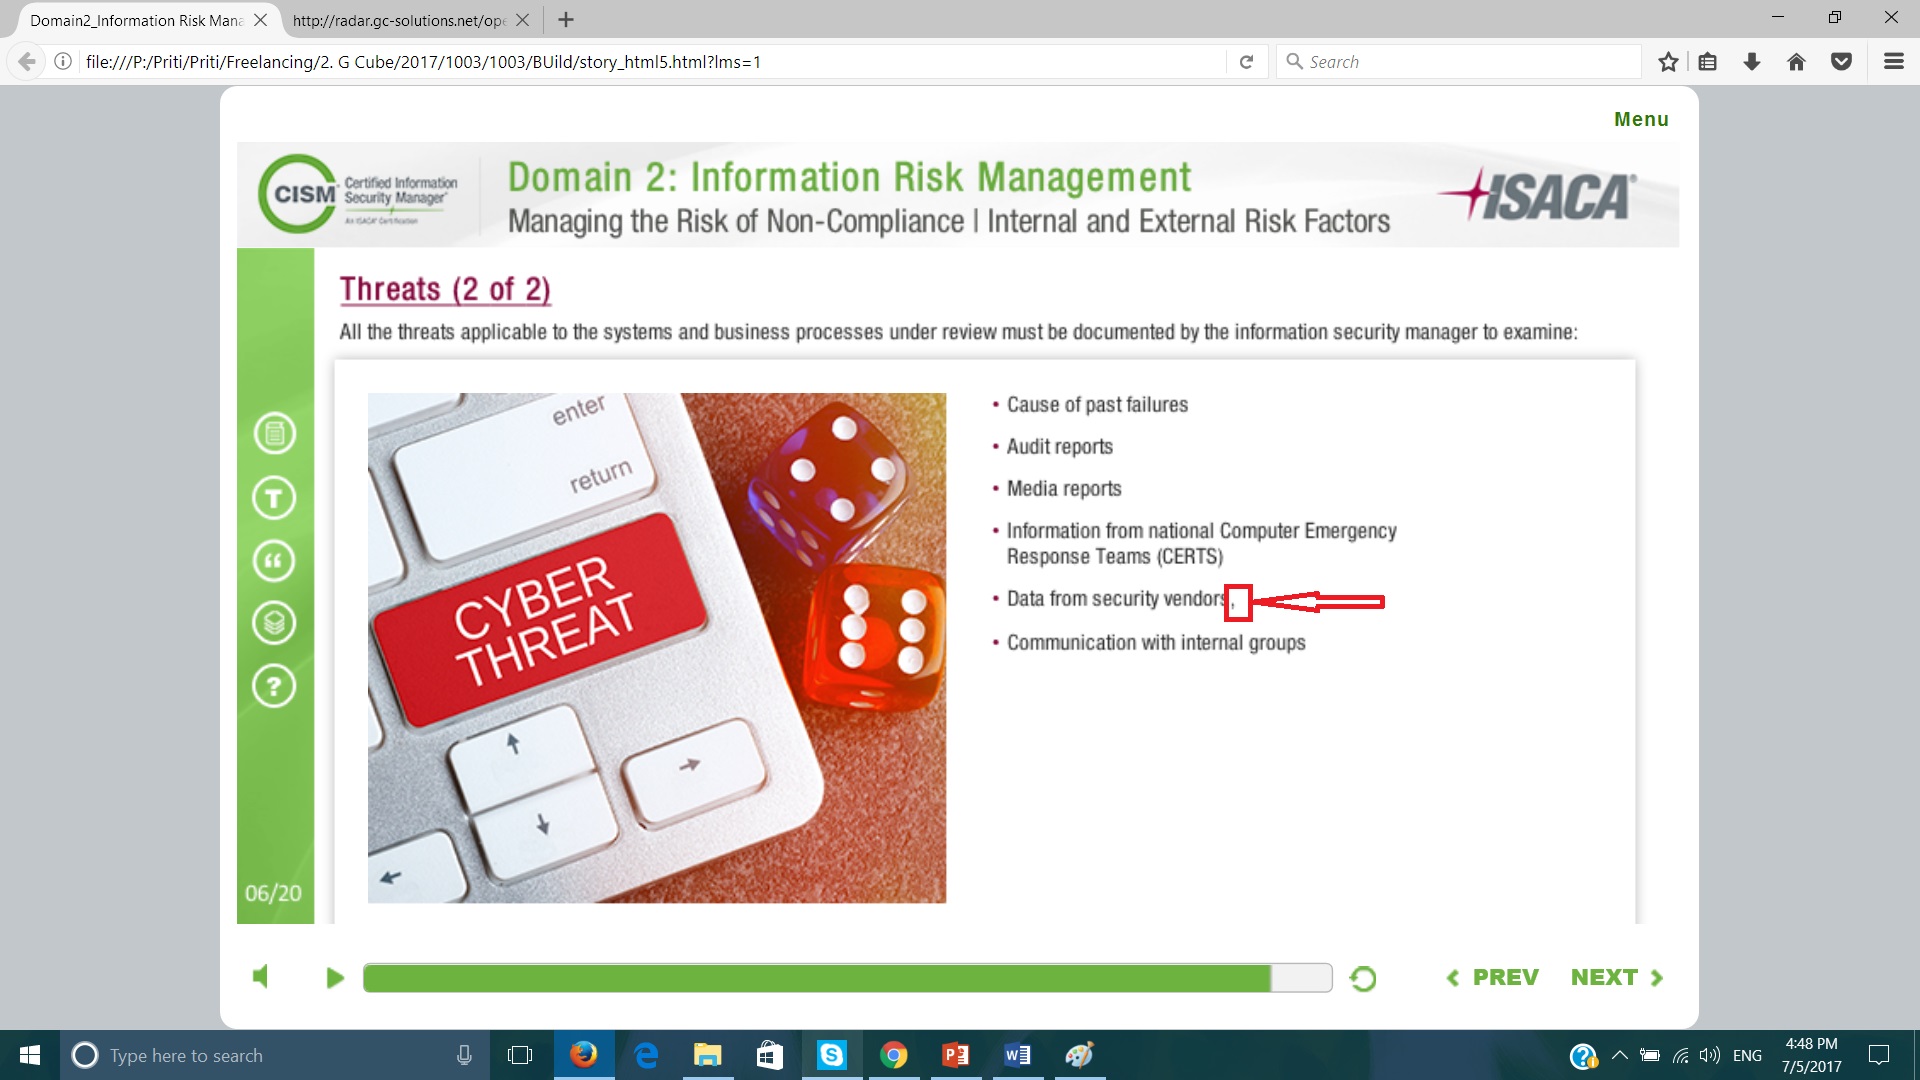 Domain2_Information Risk Mana
http://radar.gc-solutions.net/ope
file:///P:/Priti/Priti/Freelancing/2. G Cube/2017/1003/1003/BUild/story_html5.html?lms=1
Search
Menu
CISM
Certified Information
Security Manager®
An ISACA® Certification
Domain 2: Information Risk Management
Managing the Risk of Non-Compliance | Internal and External Risk Factors
ISACA®
Threats (2 of 2)
All the threats applicable to the systems and business processes under review must be documented by the information security manager to examine:
enter
return
CYBER
THREAT
• Cause of past failures
• Audit reports
• Media reports
• Information from national Computer Emergency
Response Teams (CERTS)
• Data from security vendors,
• Communication with internal groups
T
“
?
06/20
PREV
NEXT
Type here to search
ENG
4:48 PM
7/5/2017